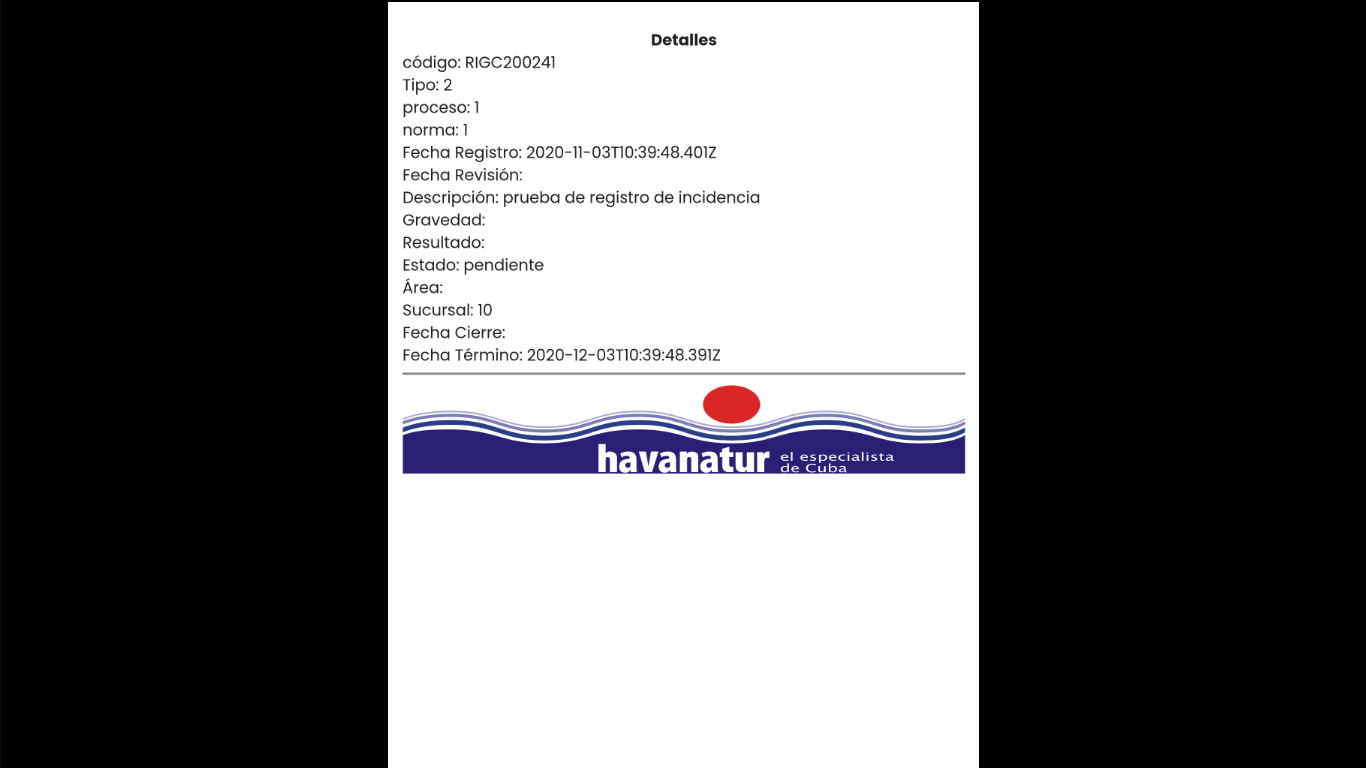 Detalles
código: RIGC200241
Tipo: 2
proceso: 1
norma: 1
Fecha Registro: 2020-11-03T10:39:48.401Z
Fecha Revisión:
Descripción: prueba de registro de incidencia
Gravedad:
Resultado:
Estado: pendiente
Área:
Sucursal: 10
Fecha Cierre:
Fecha Término: 2020-12-03T10:39:48.391Z
havanatur el especialista
de Cuba